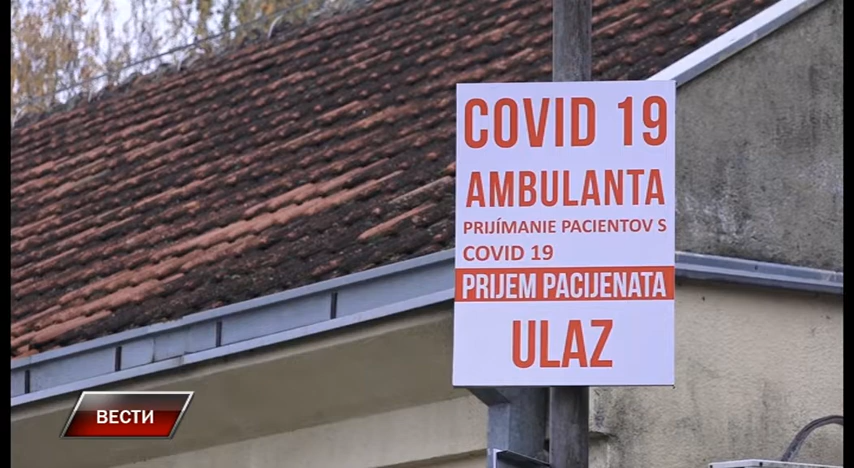 COVID 19
AMBULANTA
PRIJÍMANIE PACIENTOV S
COVID 19
PRIJEM PACIJENATA
ULAZ
ВЕСТИ